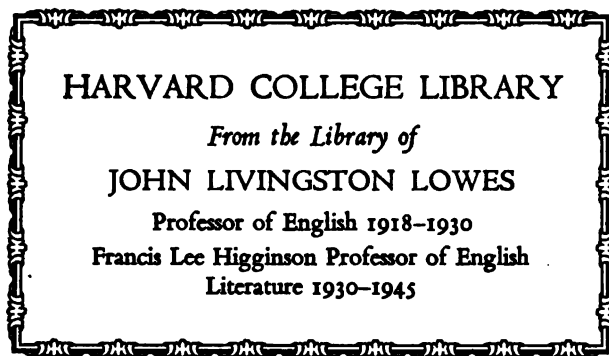 HARVARD COLLEGE LIBRARY
From the Library of
JOHN LIVINGSTON LOWES
Professor of English 1918–1930
Francis Lee Higginson Professor of English
Literature 1930–1945